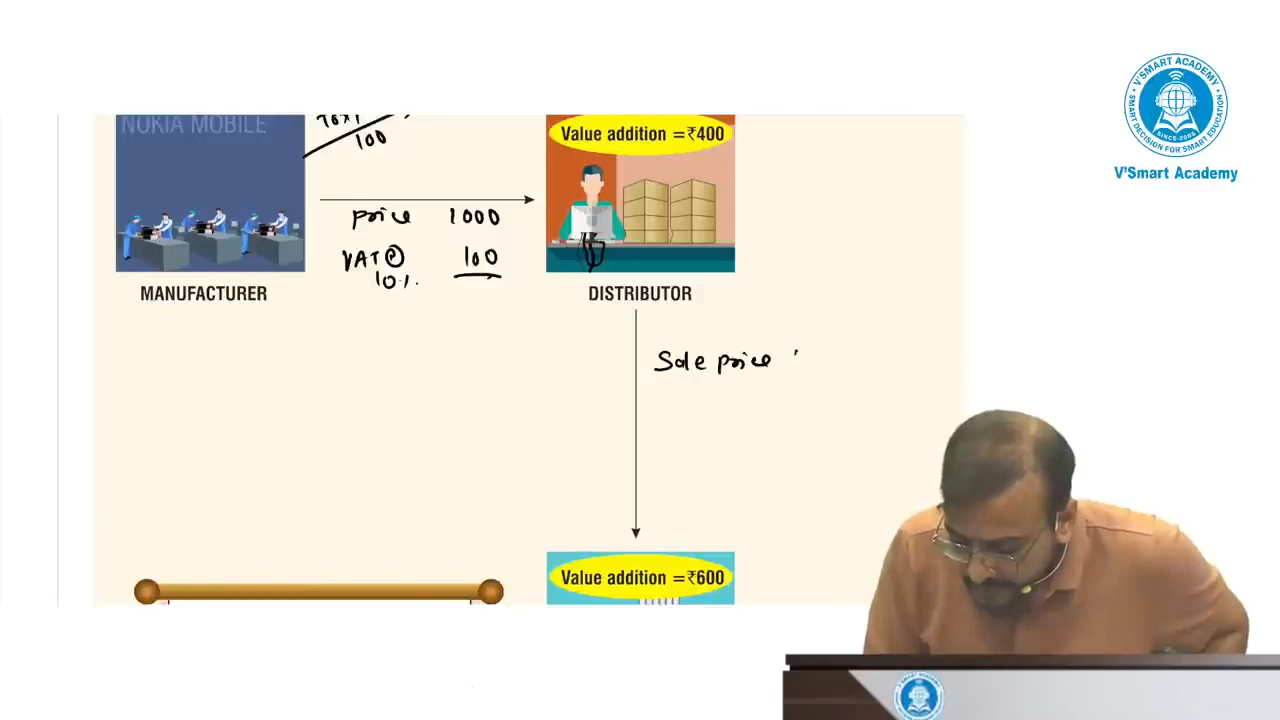 NOKIA MOBILE
100
Value addition =₹400
price 1000
VAT @ 100
10%.
MANUFACTURER
DISTRIBUTOR
Sale price
Value addition =₹600
V'SMART ACADEMY
SMART DECISION FOR SMART EDUCATION
SINCE-2006
V'Smart Academy